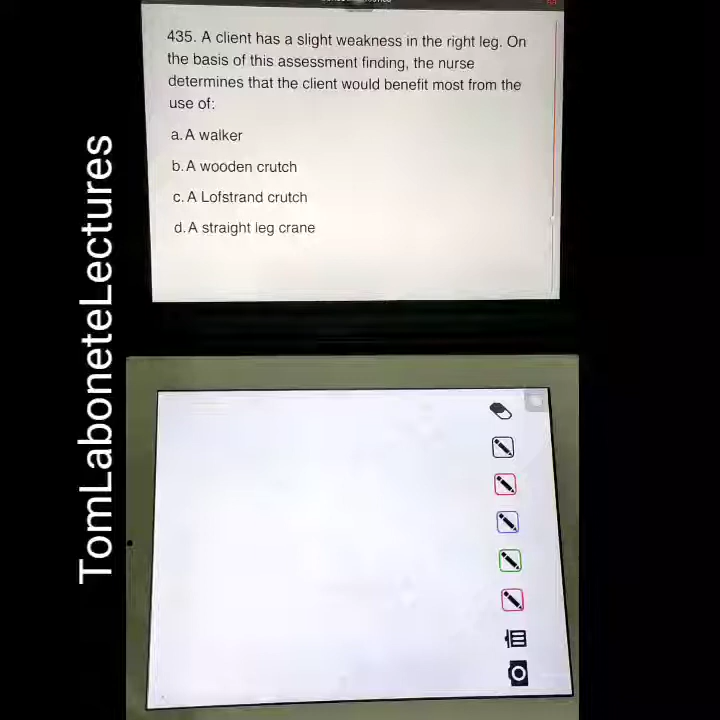 435. A client has a slight weakness in the right leg. On
the basis of this assessment finding, the nurse
determines that the client would benefit most from the
use of:
a. A walker
b. A wooden crutch
c. A Lofstrand crutch
d. A straight leg crane
TomLaboneteLectures